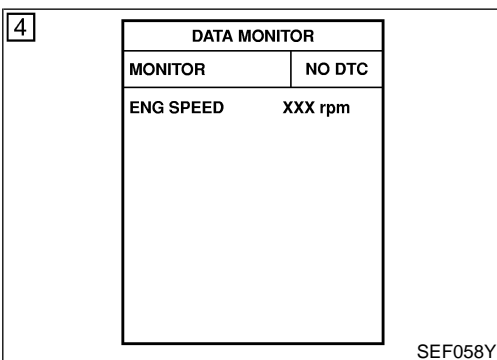 4
DATA MONITOR
MONITOR NO DTC
ENG SPEED XXX rpm
SEF058Y